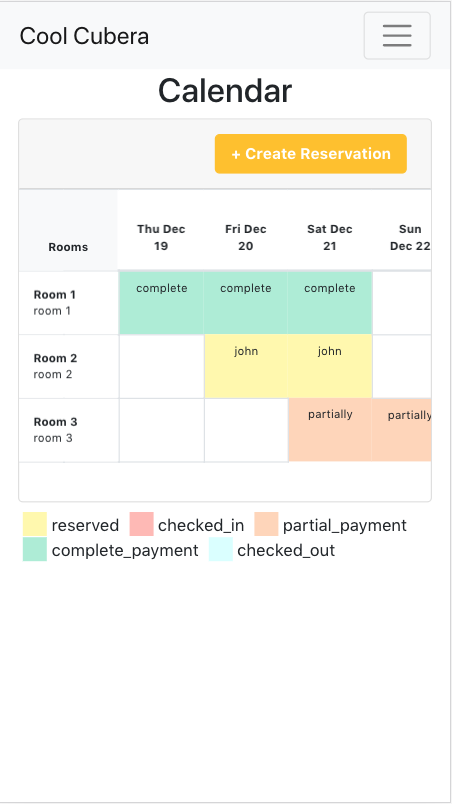 Cool Cubera
Calendar
+ Create Reservation
Rooms
Thu Dec
19
Fri Dec
20
Sat Dec
21
Sun
Dec 22
Room 1
room 1
complete
complete
complete
Room 2
room 2
john
john
Room 3
room 3
partially
partially
reserved checked_in partial_payment
complete_payment checked_out